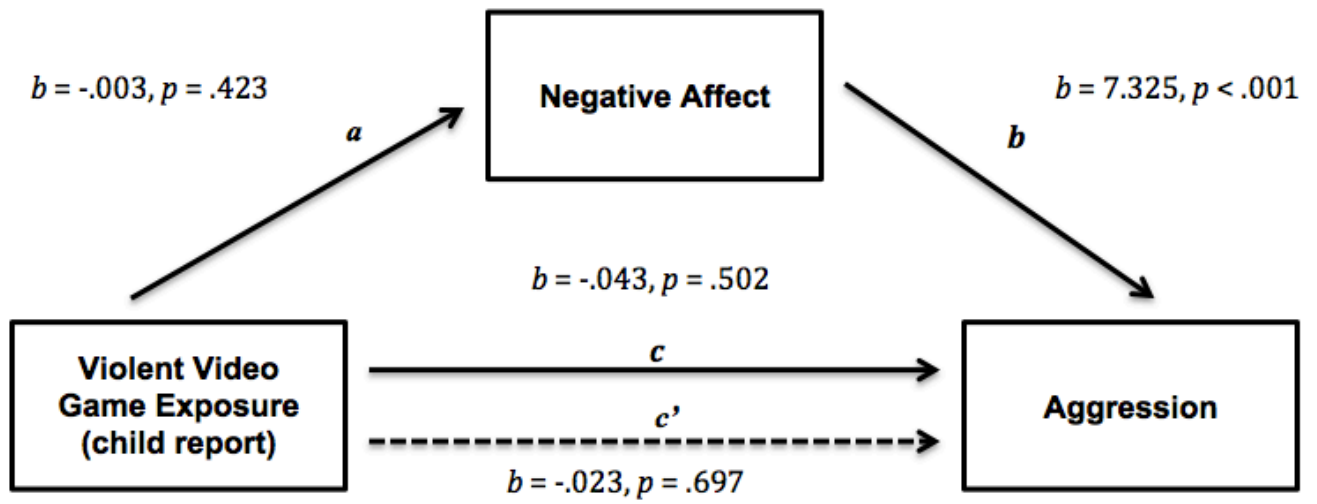 b = -.003, p = .423
Negative Affect
b = 7.325, p < .001
a
b
b = -.043, p = .502
Violent Video
Game Exposure
(child report)
c
c’
Aggression
b = -.023, p = .697